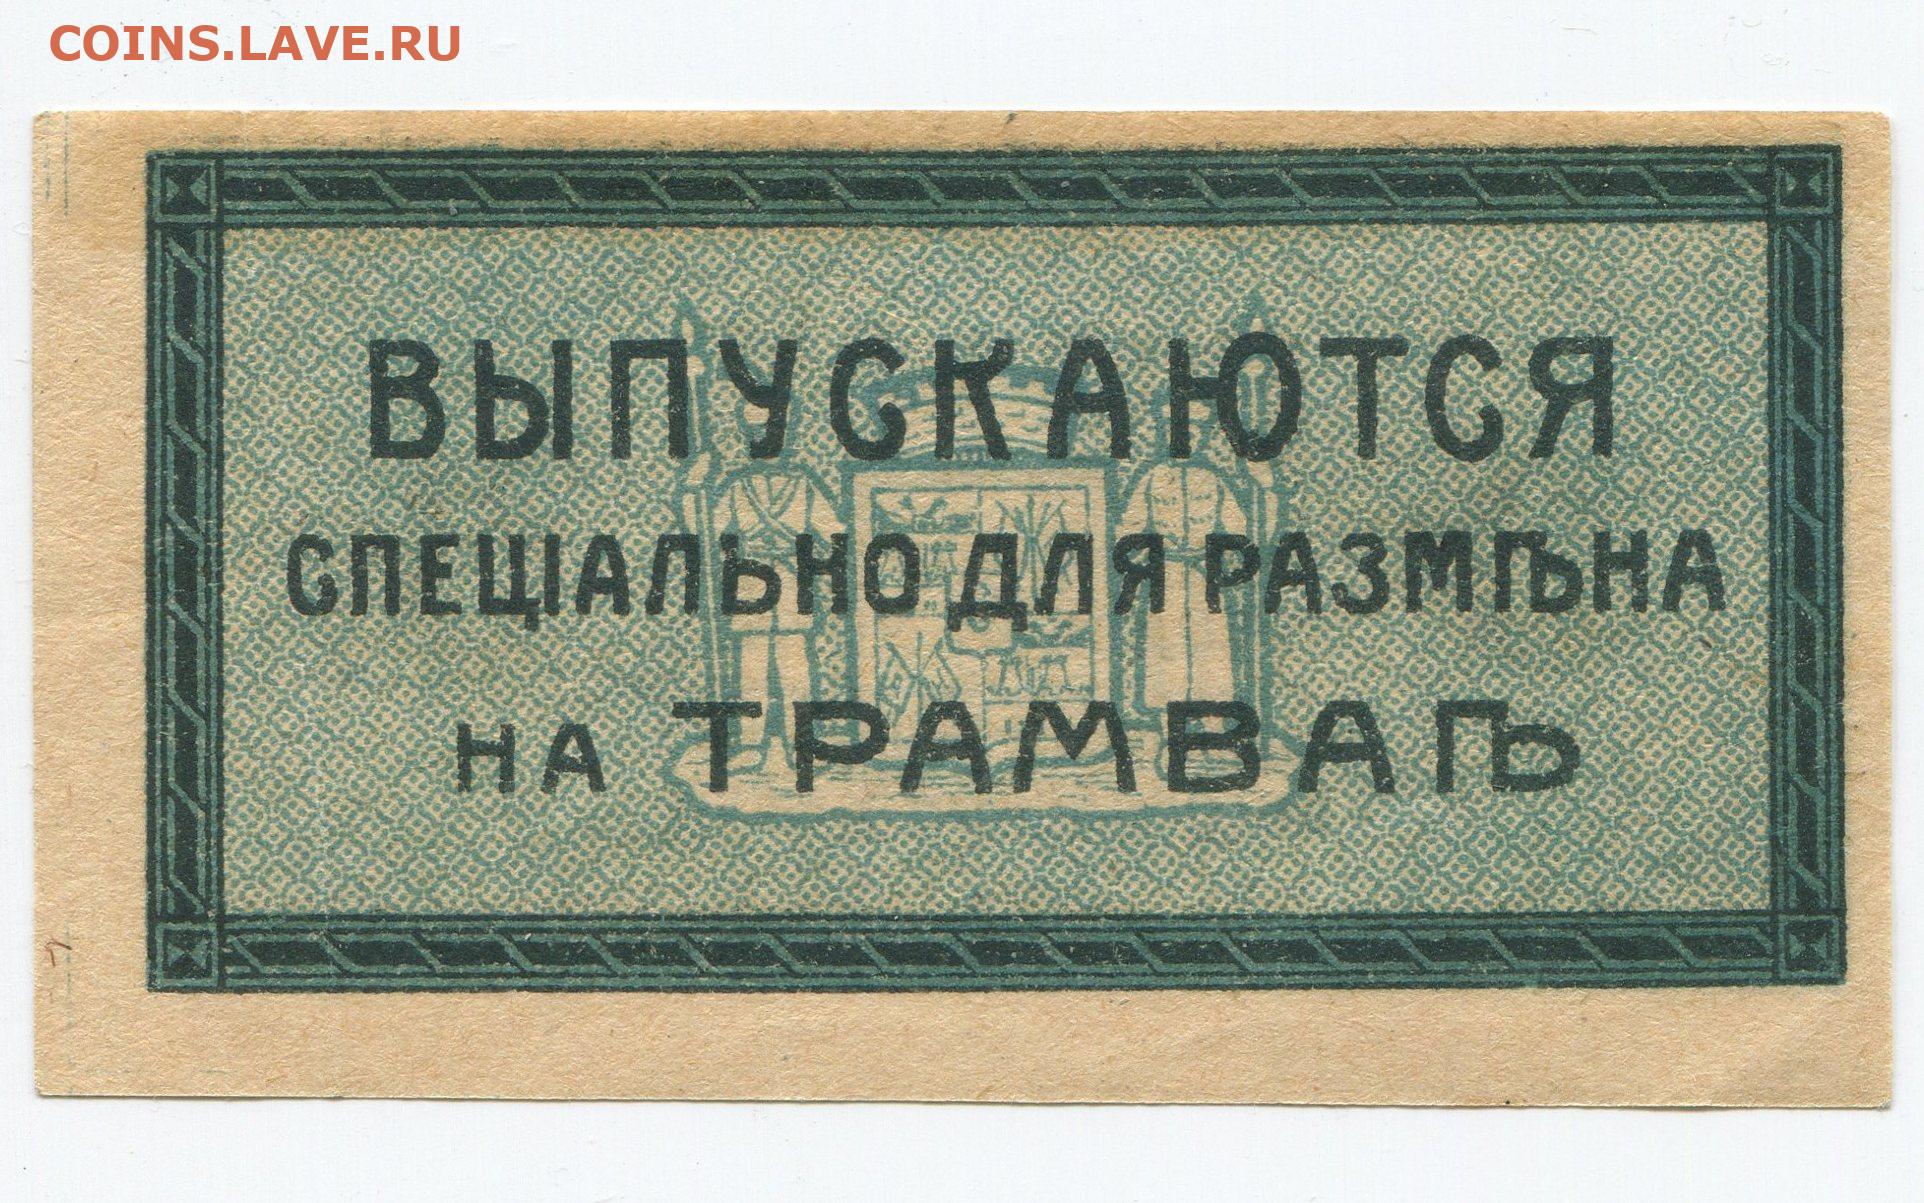 COINS.LAVE.RU
ВЫПУСКАЮТСЯ
СПЕЦІАЛЬНО ДЛЯ РАЗМѢНА
НА ТРАМВАѢ